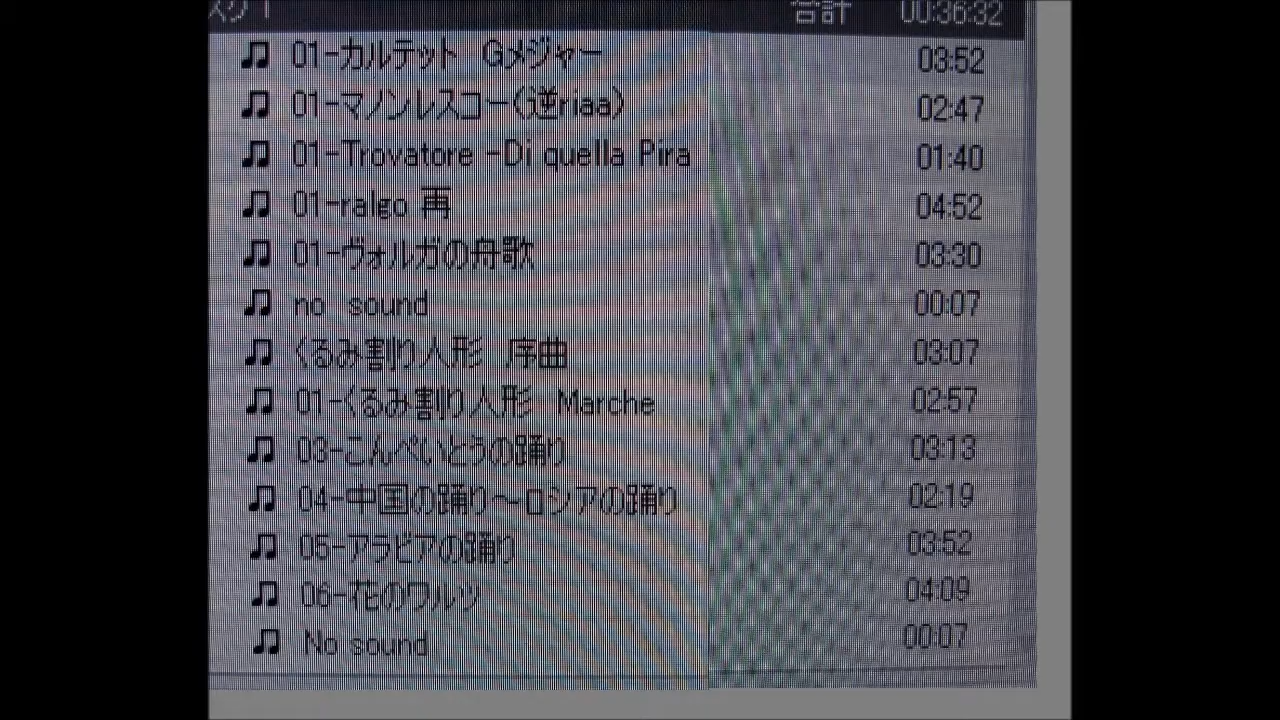 スク 1 合計 00:36:32
01-カルテット Gメジャー 03:52
01-マノンレスコー(逆riaa) 02:47
01-Trovatore -Di quella Pira 01:40
01-ralgo 再 04:52
01-ヴォルガの舟歌 03:30
no sound 00:07
くるみ割り人形 序曲 03:07
01-くるみ割り人形 Marche 02:57
03-こんぺいとうの踊り 03:13
04-中国の踊り～ロシアの踊り 02:19
05-アラビアの踊り 03:52
06-花のワルツ 04:09
No sound 00:07